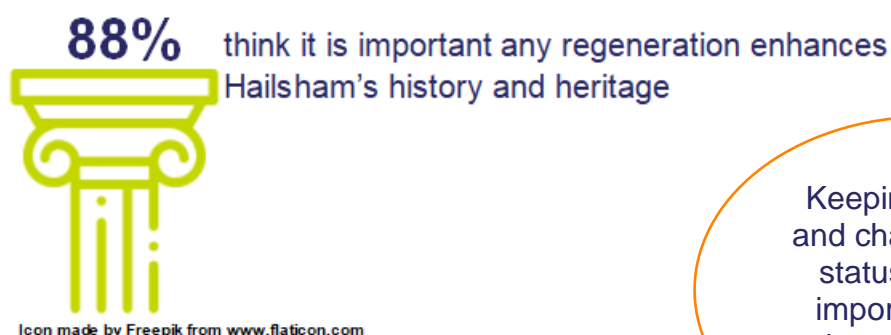 88% think it is important any regeneration enhances
Hailsham's history and heritage
Keepin
and cha
status
impor
Icon made by Freepik from www.flaticon.com